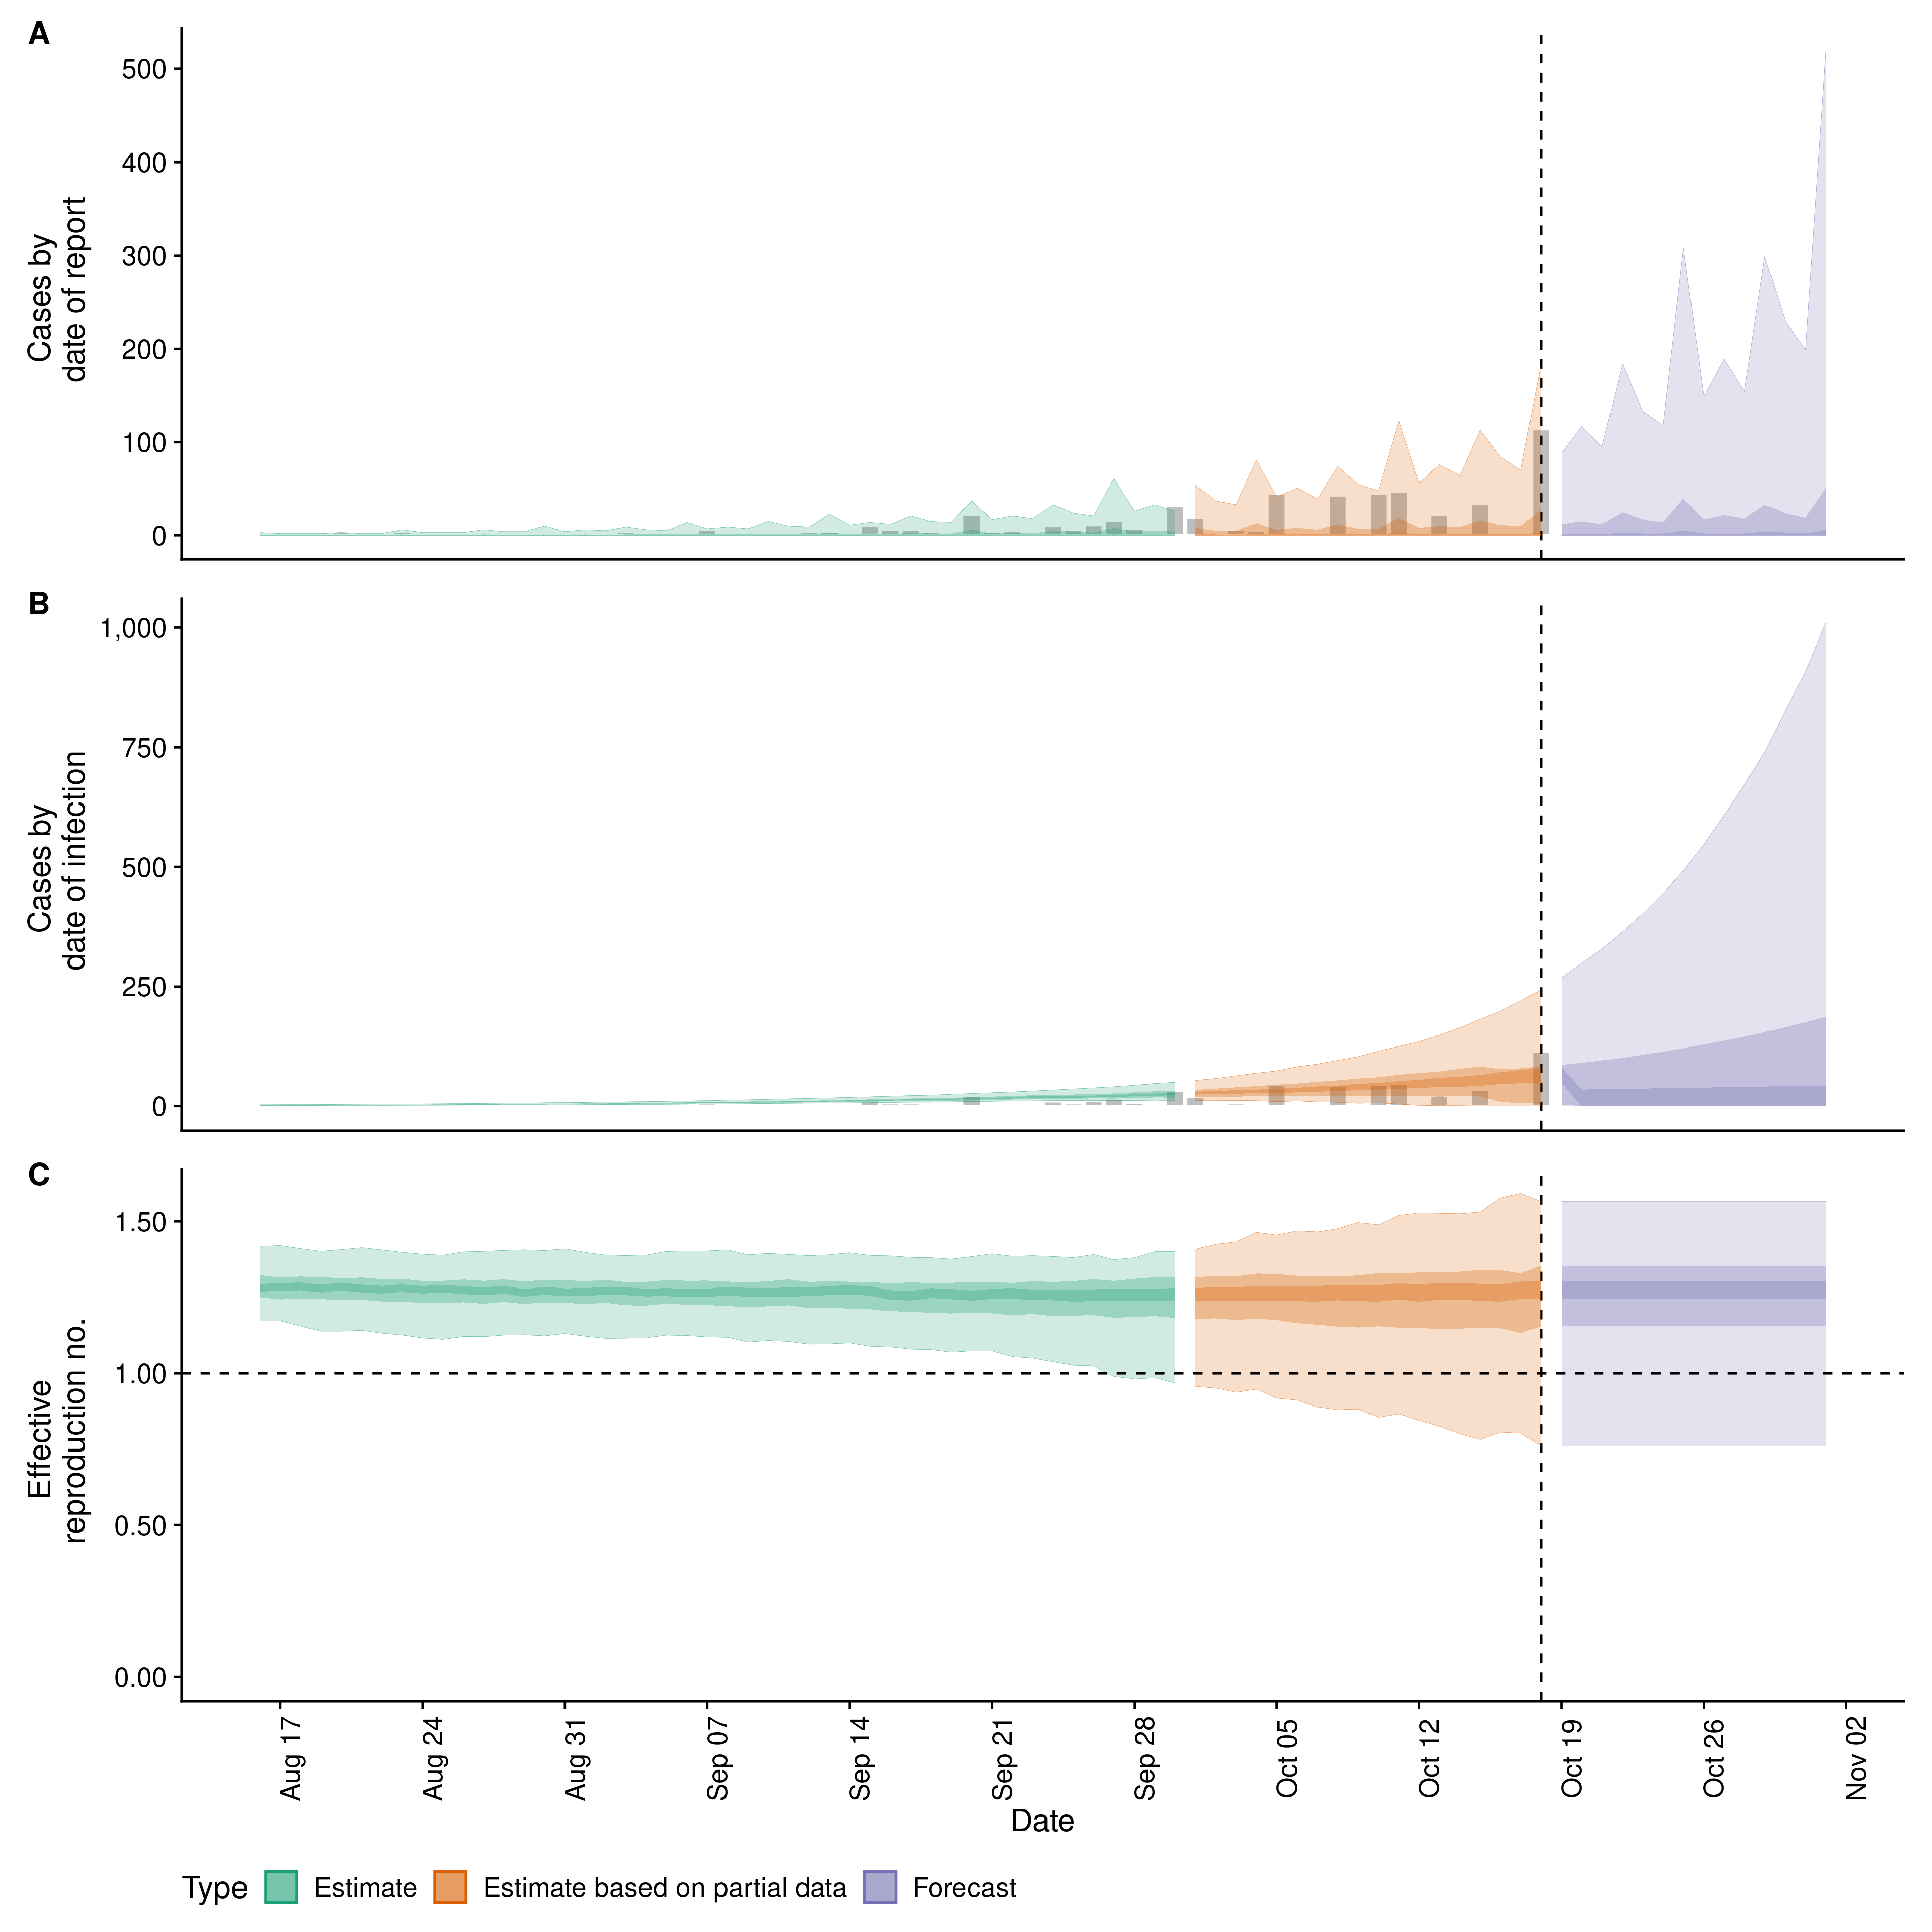 A
500
400
300
200
100
0
Cases by
date of report
B
1,000
750
500
250
0
Cases by
date of infection
C
1.50
1.00
0.50
0.00
Effective
reproduction no.
Aug 17
Aug 24
Aug 31
Sep 07
Sep 14
Sep 21
Sep 28
Oct 05
Oct 12
Oct 19
Oct 26
Nov 02
Date
Type Estimate Estimate based on partial data Forecast